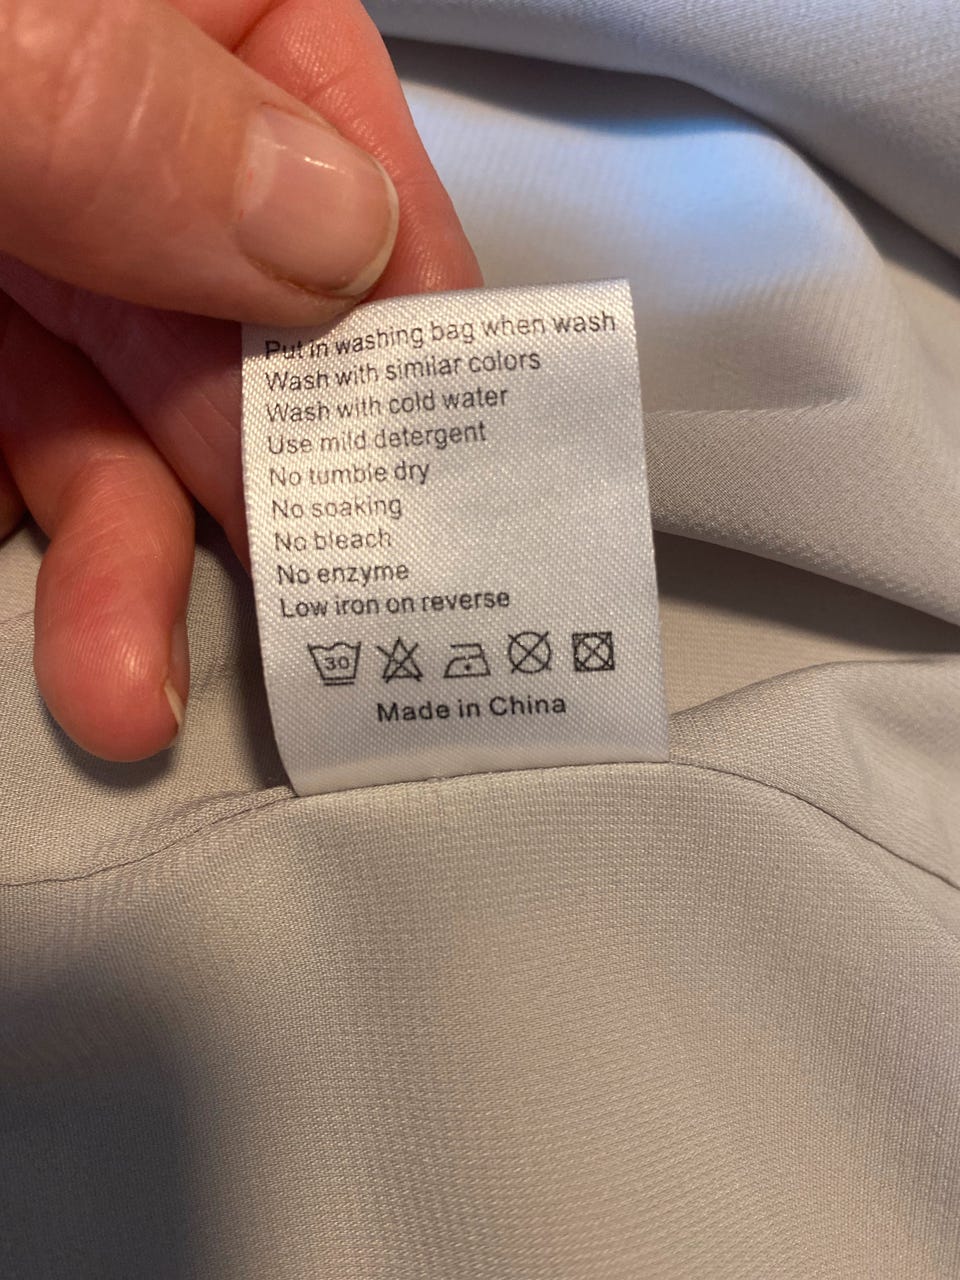 Put in washing bag when wash
Wash with similar colors
Wash with cold water
Use mild detergent
No tumble dry
No soaking
No bleach
No enzyme
Low iron on reverse
30
Made in China